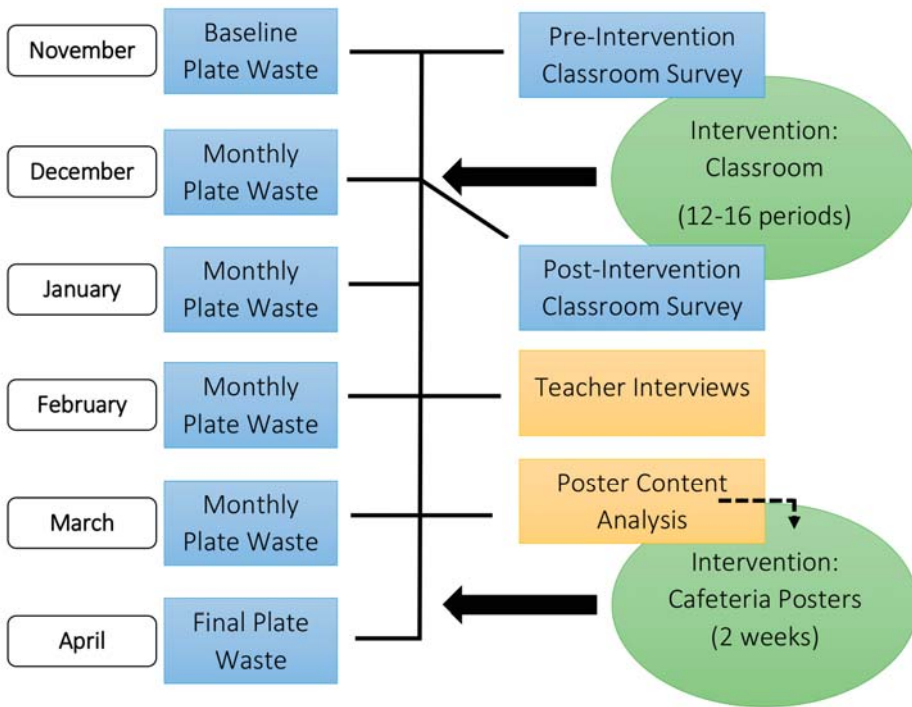 November
Baseline
Plate Waste
Pre-Intervention
Classroom Survey
Intervention:
Classroom
(12-16 periods)
December
Monthly
Plate Waste
Post-Intervention
Classroom Survey
January
Monthly
Plate Waste
February
Monthly
Plate Waste
Teacher Interviews
March
Monthly
Plate Waste
Poster Content
Analysis
Intervention:
Cafeteria Posters
(2 weeks)
April
Final Plate
Waste